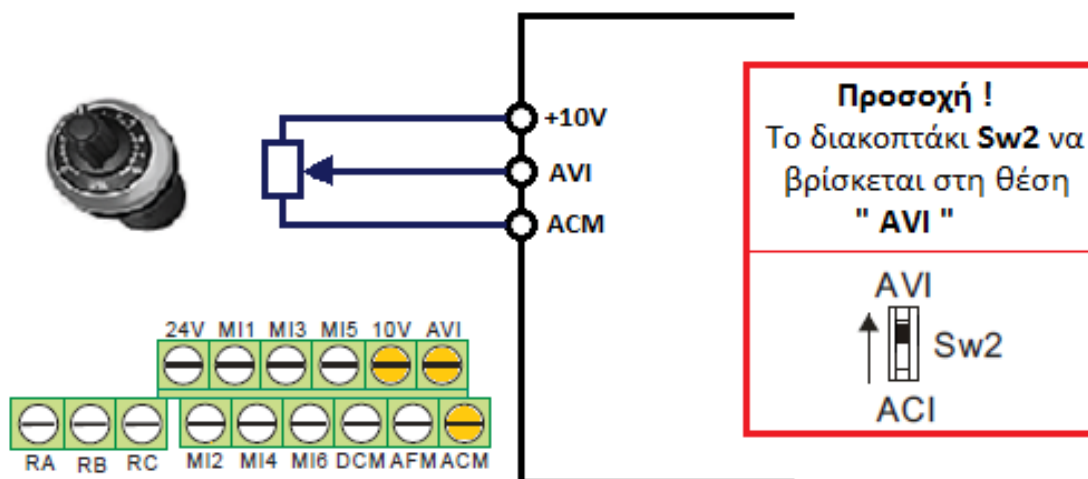 +10V
AVI
ACM
Προσοχή !
Το διακοπτάκι Sw2 να
βρίσκεται στη θέση
" AVI "
AVI
Sw2
ACI
24V MI1 MI3 MI5 10V AVI
RA RB RC MI2 MI4 MI6 DCM AFM ACM